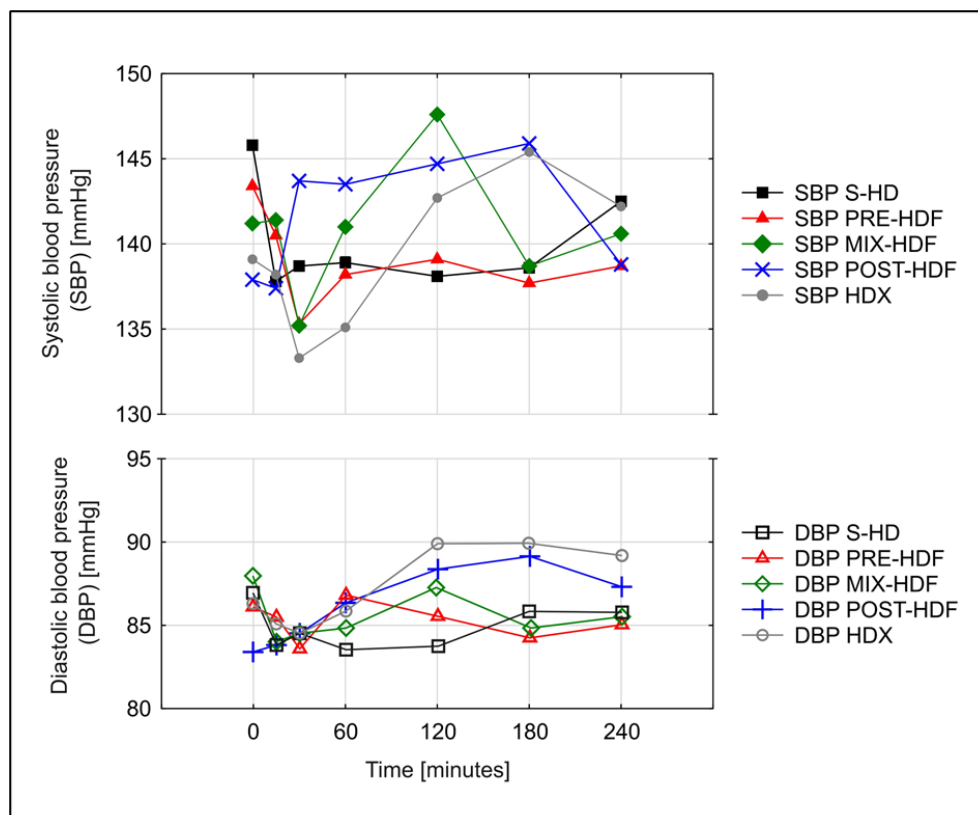 Systolic blood pressure
(SBP) [mmHg]
150
145
140
135
130
SBP S-HD
SBP PRE-HDF
SBP MIX-HDF
SBP POST-HDF
SBP HDX
Diastolic blood pressure
(DBP) [mmHg]
95
90
85
80
DBP S-HD
DBP PRE-HDF
DBP MIX-HDF
DBP POST-HDF
DBP HDX
0 60 120 180 240
Time [minutes]